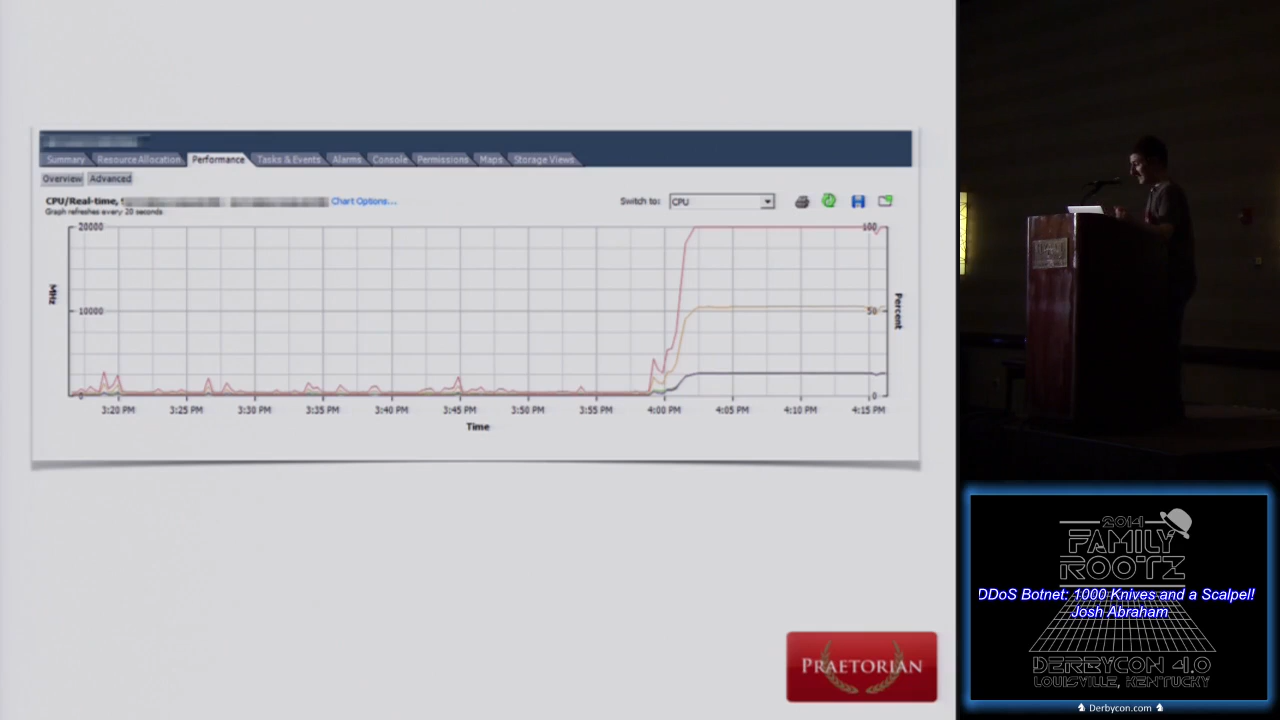 Summary Resource Allocation Performance Tasks & Events Alarms Console Permissions Maps Storage Views
Overview Advanced
CPU/Real-time, Chart Options... Switch to: CPU
Graph refreshes every 20 seconds
20000 100
MHz 10000 50 Percent
0 0
3:20 PM 3:25 PM 3:30 PM 3:35 PM 3:40 PM 3:45 PM 3:50 PM 3:55 PM 4:00 PM 4:05 PM 4:10 PM 4:15 PM
Time
PRAETORIAN
2014
FAMILY
ROOTZ
DDoS Botnet: 1000 Knives and a Scalpel!
Josh Abraham
DERBYCON 4.0
LOUISVILLE, KENTUCKY
Derbycon.com